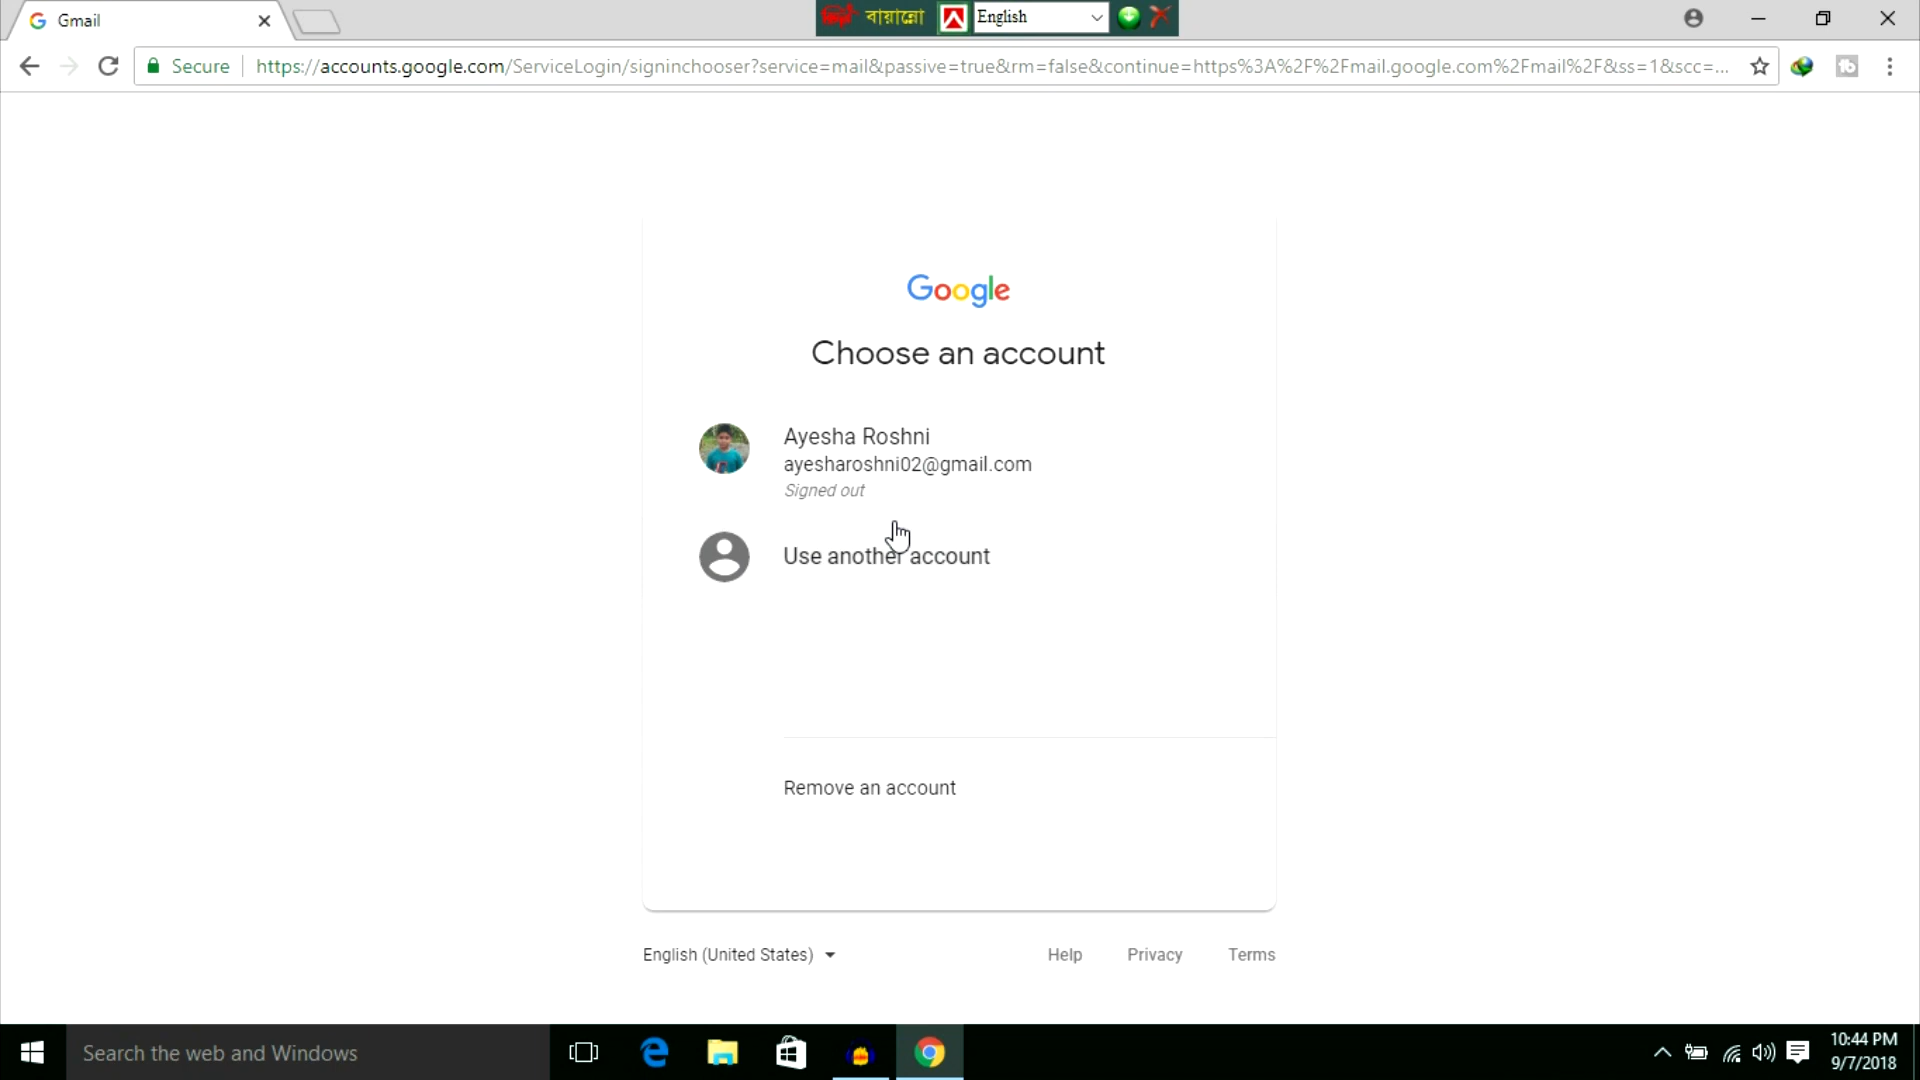 Gmail
বায়ান্নো
English
Secure
https://accounts.google.com/ServiceLogin/signinchooser?service=mail&passive=true&rm=false&continue=https%3A%2F%2Fmail.google.com%2Fmail%2F&ss=1&scc=...
Google
Choose an account
Ayesha Roshni
ayesharoshni02@gmail.com
Signed out
Use another account
Remove an account
English (United States)
Help
Privacy
Terms
Search the web and Windows
10:44 PM
9/7/2018